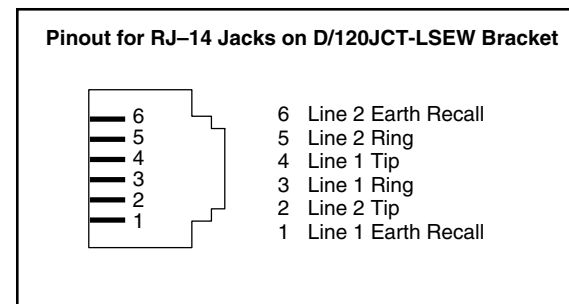 Pinout for RJ–14 Jacks on D/120JCT-LSEW Bracket
6
5
4
3
2
1
6 Line 2 Earth Recall
5 Line 2 Ring
4 Line 1 Tip
3 Line 1 Ring
2 Line 2 Tip
1 Line 1 Earth Recall